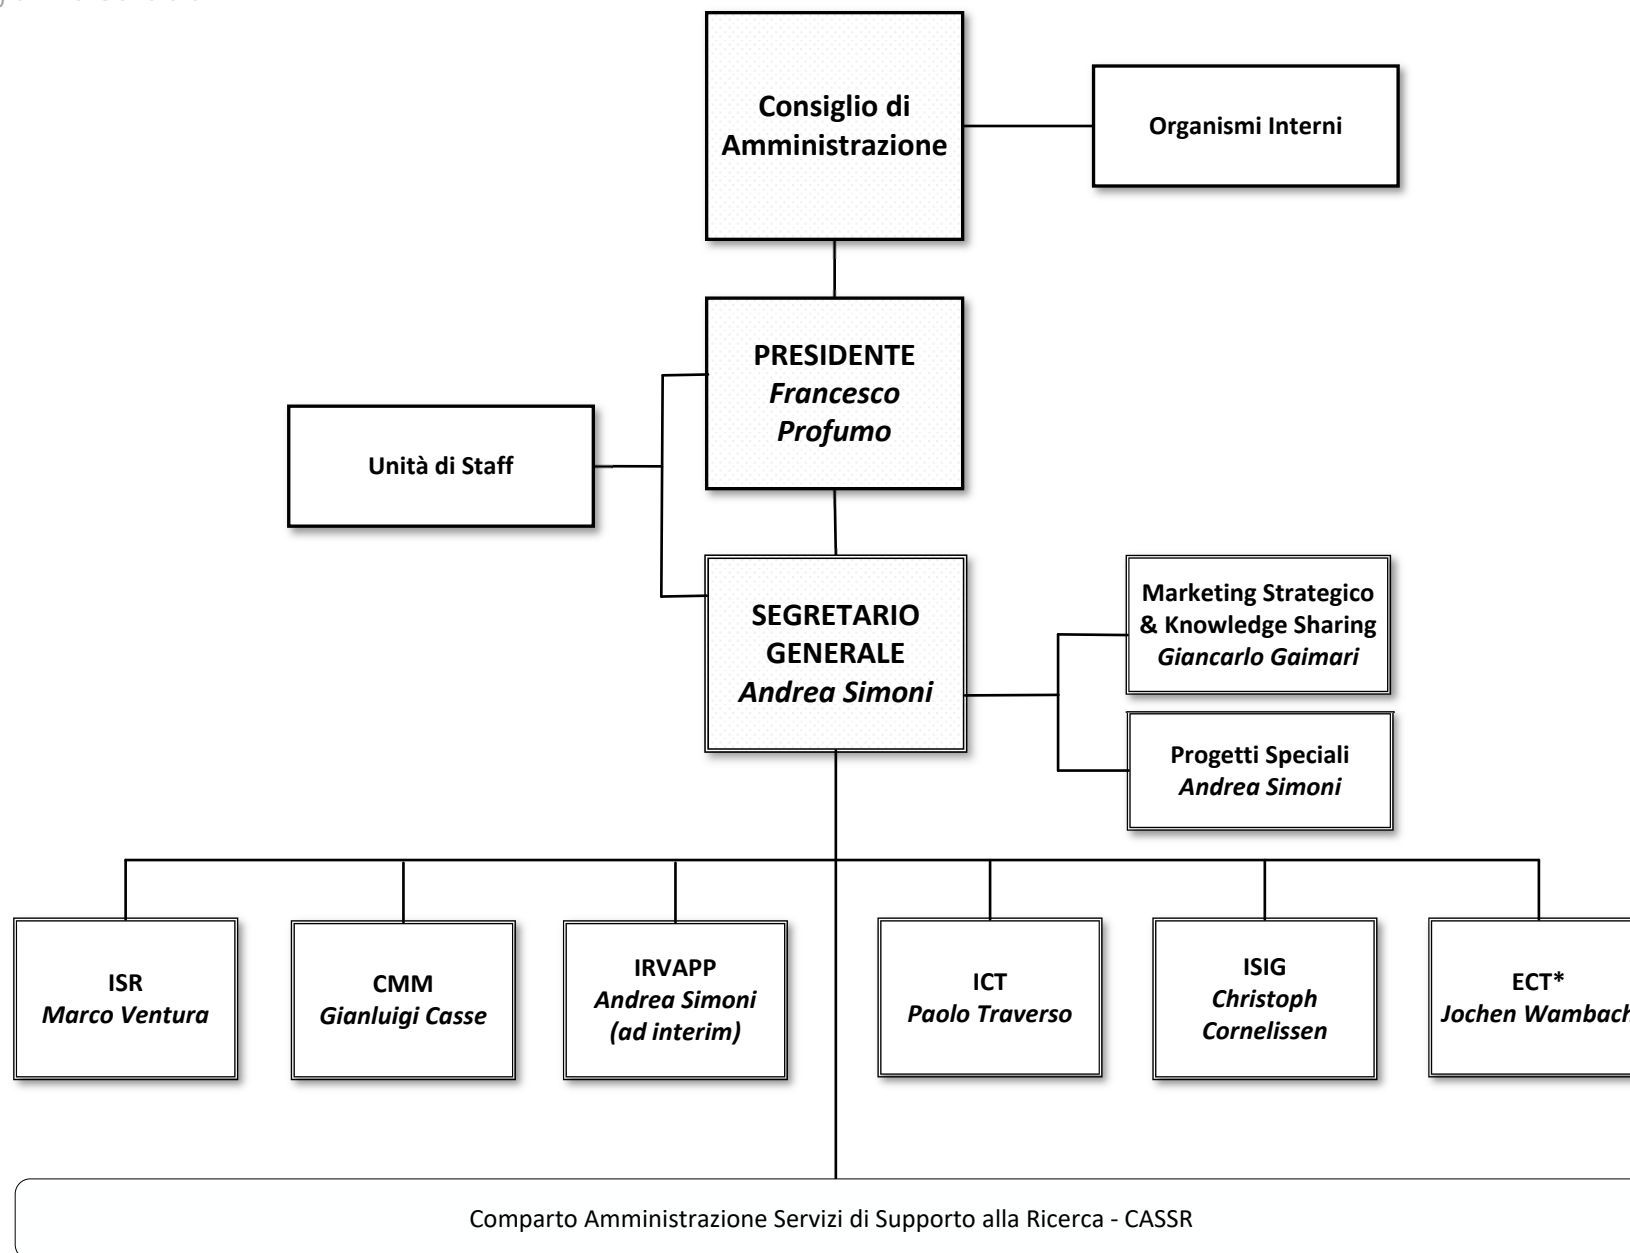 Consiglio di
Amministrazione
Organismi Interni
PRESIDENTE
Francesco
Profumo
Unità di Staff
SEGRETARIO
GENERALE
Andrea Simoni
Marketing Strategico
& Knowledge Sharing
Giancarlo Gaimari
Progetti Speciali
Andrea Simoni
ISR
Marco Ventura
CMM
Gianluigi Casse
IRVAPP
Andrea Simoni
(ad interim)
ICT
Paolo Traverso
ISIG
Christoph
Cornelissen
ECT*
Jochen Wambach
Comparto Amministrazione Servizi di Supporto alla Ricerca - CASSR